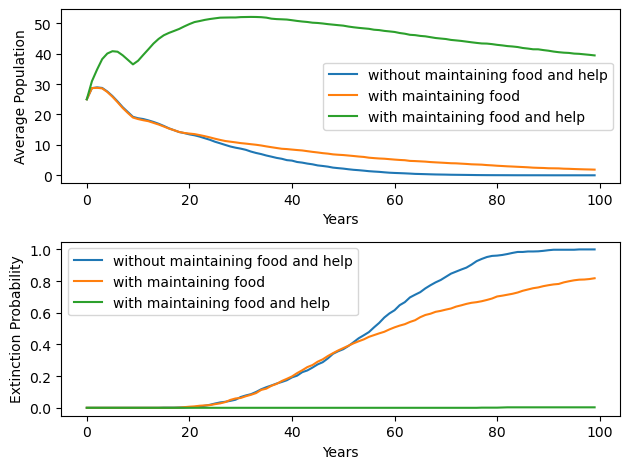 Average Population
50
40
30
20
10
0
without maintaining food and help
with maintaining food
with maintaining food and help
0 20 40 60 80 100
Years
Extinction Probability
1.0
0.8
0.6
0.4
0.2
0.0
without maintaining food and help
with maintaining food
with maintaining food and help
0 20 40 60 80 100
Years